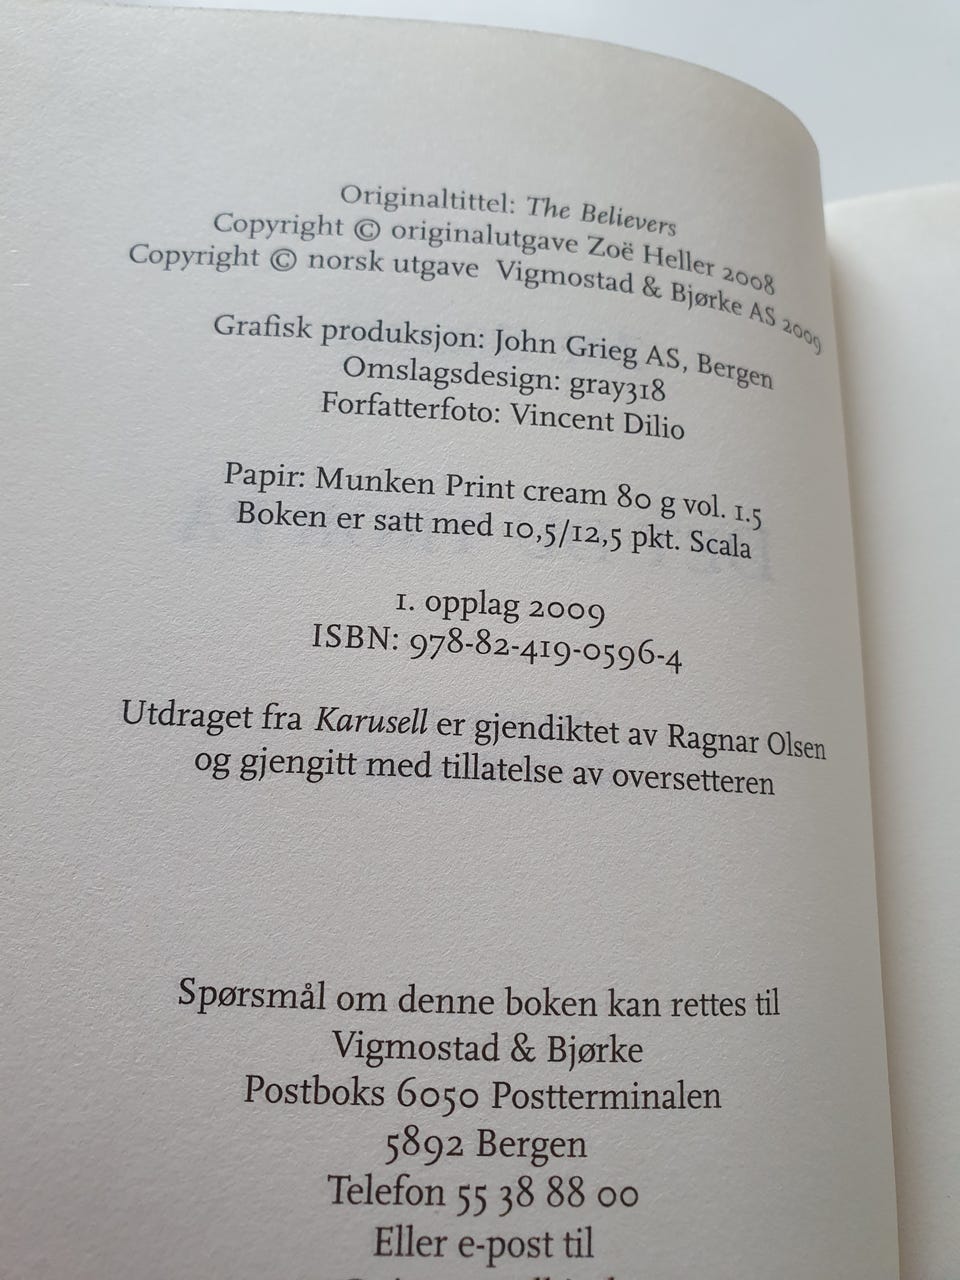 Originaltittel: The Believers
Copyright © originalutgave Zoë Heller 2008
Copyright © norsk utgave Vigmostad & Bjørke AS 2009
Grafisk produksjon: John Grieg AS, Bergen
Omslagsdesign: gray318
Forfatterfoto: Vincent Dilio
Papir: Munken Print cream 80 g vol. 1.5
Boken er satt med 10,5/12,5 pkt. Scala
1. opplag 2009
ISBN: 978-82-419-0596-4
Utdraget fra Karusell er gjendiktet av Ragnar Olsen
og gjengitt med tillatelse av oversetteren
Spørsmål om denne boken kan rettes til
Vigmostad & Bjørke
Postboks 6050 Postterminalen
5892 Bergen
Telefon 55 38 88 00
Eller e-post til